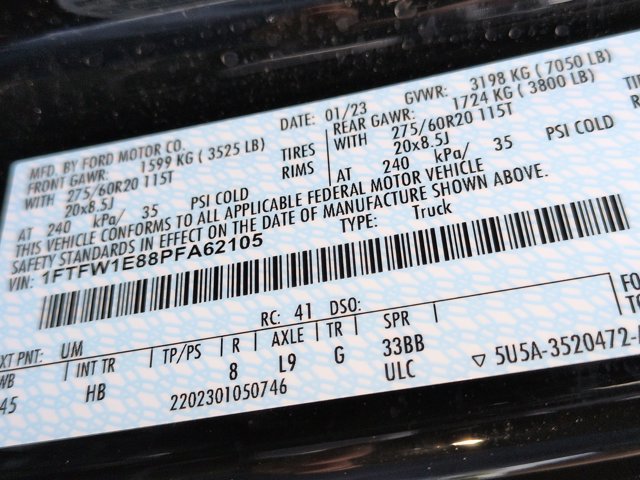 MFD. BY FORD MOTOR CO. DATE: 01/23 GVWR: 3198 KG ( 7050 LB)
FRONT GAWR: 1599 KG ( 3525 LB) REAR GAWR: 1724 KG ( 3800 LB)
WITH 275/60R20 115T TIRES WITH 275/60R20 115T
20x8.5J RIMS 20x8.5J
AT 240 kPa/ 35 PSI COLD AT 240 kPa/ 35 PSI COLD
THIS VEHICLE CONFORMS TO ALL APPLICABLE FEDERAL MOTOR VEHICLE
SAFETY STANDARDS IN EFFECT ON THE DATE OF MANUFACTURE SHOWN ABOVE.
VIN: 1FTFW1E88PFA62105 TYPE: Truck
RC: 41 DSO:
PNT: UM
INT TR TP/PS R AXLE TR SPR
45 HB 8 L9 G 33BB
ULC
2202301050746
▽ 5U5A-3520472-